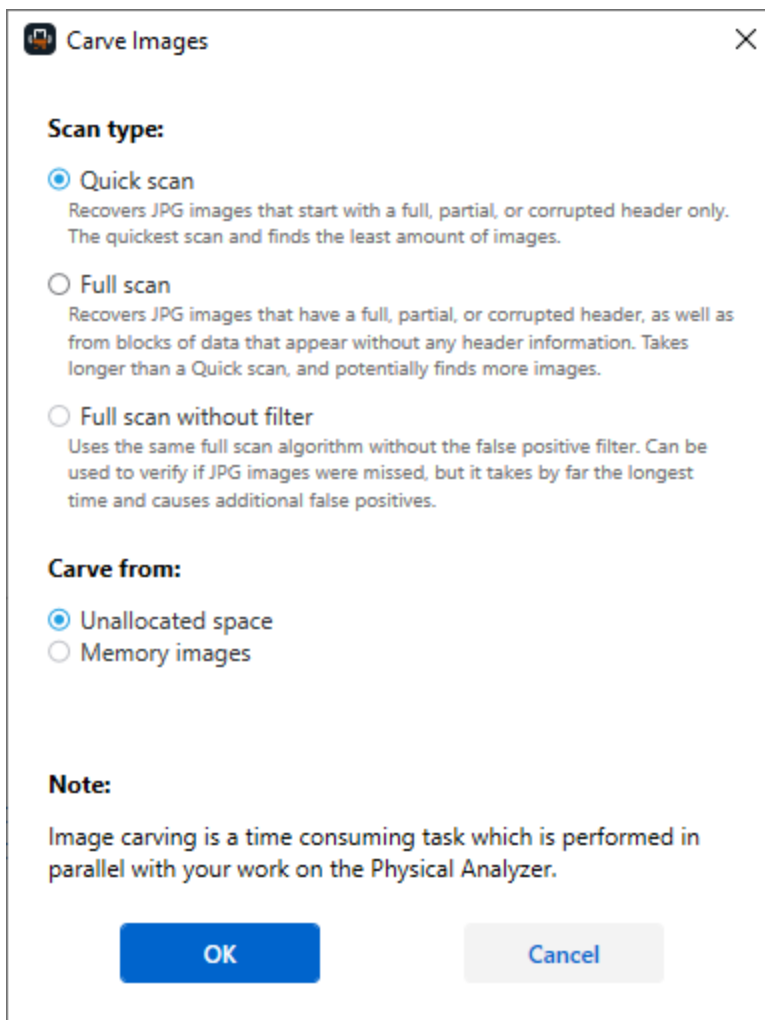 Carve Images
Scan type:
Quick scan
Recovers JPG images that start with a full, partial, or corrupted header only.
The quickest scan and finds the least amount of images.
Full scan
Recovers JPG images that have a full, partial, or corrupted header, as well as
from blocks of data that appear without any header information. Takes
longer than a Quick scan, and potentially finds more images.
Full scan without filter
Uses the same full scan algorithm without the false positive filter. Can be
used to verify if JPG images were missed, but it takes by far the longest
time and causes additional false positives.
Carve from:
Unallocated space
Memory images
Note:
Image carving is a time consuming task which is performed in
parallel with your work on the Physical Analyzer.
OK
Cancel